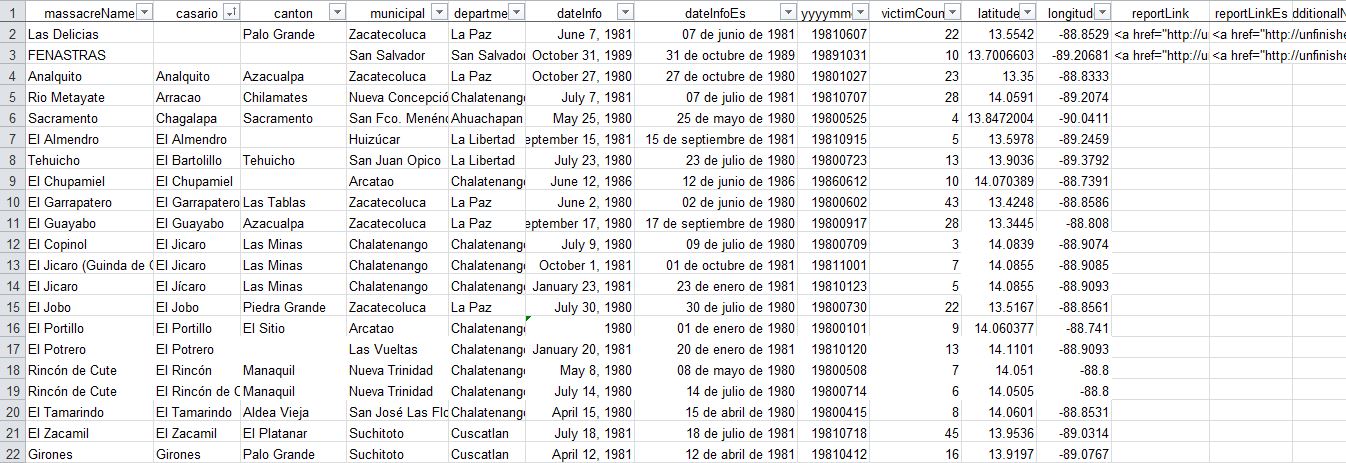 1 massacreName casario canton municipal departme dateInfo dateInfoEs yyyymm victimCoun latitude longitud reportLink reportLinkEs dditionalN
2 Las Delicias Palo Grande Zacatecoluca La Paz June 7, 1981 07 de junio de 1981 19810607 22 13.5542 -88.8529 <a href="http://u <a href="http://unfinishe
3 FENASTRAS San Salvador San Salvador October 31, 1989 31 de octubre de 1989 19891031 10 13.7006603 -89.20681 <a href="http://u <a href="http://unfinishe
4 Analquito Analquito Azacualpa Zacatecoluca La Paz October 27, 1980 27 de octubre de 1980 19801027 23 13.35 -88.8333
5 Rio Metayate Arracao Chilamates Nueva Concepció Chalatenango July 7, 1981 07 de julio de 1981 19810707 28 14.0591 -89.2074
6 Sacramento Chagalapa Sacramento San Fco. Menénd Ahuachapan May 25, 1980 25 de mayo de 1980 19800525 4 13.8472004 -90.0411
7 El Almendro El Almendro Huizúcar La Libertad eptember 15, 1981 15 de septiembre de 1981 19810915 5 13.5978 -89.2459
8 Tehuicho El Bartolillo Tehuicho San Juan Opico La Libertad July 23, 1980 23 de julio de 1980 19800723 13 13.9036 -89.3792
9 El Chupamiel El Chupamiel Arcatao Chalatenango June 12, 1986 12 de junio de 1986 19860612 10 14.070389 -88.7391
10 El Garrapatero El Garrapatero Las Tablas Zacatecoluca La Paz June 2, 1980 02 de junio de 1980 19800602 43 13.4248 -88.8586
11 El Guayabo El Guayabo Azacualpa Zacatecoluca La Paz eptember 17, 1980 17 de septiembre de 1980 19800917 28 13.3445 -88.808
12 El Copinol El Jicaro Las Minas Chalatenango Chalatenango July 9, 1980 09 de julio de 1980 19800709 3 14.0839 -88.9074
13 El Jicaro (Guinda de O El Jicaro Las Minas Chalatenango Chalatenango October 1, 1981 01 de octubre de 1981 19811001 7 14.0855 -88.9085
14 El Jicaro El Jícaro Las Minas Chalatenango Chalatenango January 23, 1981 23 de enero de 1981 19810123 5 14.0855 -88.9093
15 El Jobo El Jobo Piedra Grande Zacatecoluca La Paz July 30, 1980 30 de julio de 1980 19800730 22 13.5167 -88.8561
16 El Portillo El Portillo El Sitio Arcatao Chalatenango 1980 01 de enero de 1980 19800101 9 14.060377 -88.741
17 El Potrero El Potrero Las Vueltas Chalatenango January 20, 1981 20 de enero de 1981 19810120 13 14.1101 -88.9093
18 Rincón de Cute El Rincón Manaquil Nueva Trinidad Chalatenango May 8, 1980 08 de mayo de 1980 19800508 7 14.051 -88.8
19 Rincón de Cute El Rincón de C Manaquil Nueva Trinidad Chalatenango July 14, 1980 14 de julio de 1980 19800714 6 14.0505 -88.8
20 El Tamarindo El Tamarindo Aldea Vieja San José Las Flo Chalatenango April 15, 1980 15 de abril de 1980 19800415 8 14.0601 -88.8531
21 El Zacamil El Zacamil El Platanar Suchitoto Cuscatlan July 18, 1981 18 de julio de 1981 19810718 45 13.9536 -89.0314
22 Girones Girones Palo Grande Suchitoto Cuscatlan April 12, 1981 12 de abril de 1981 19810412 16 13.9197 -89.0767